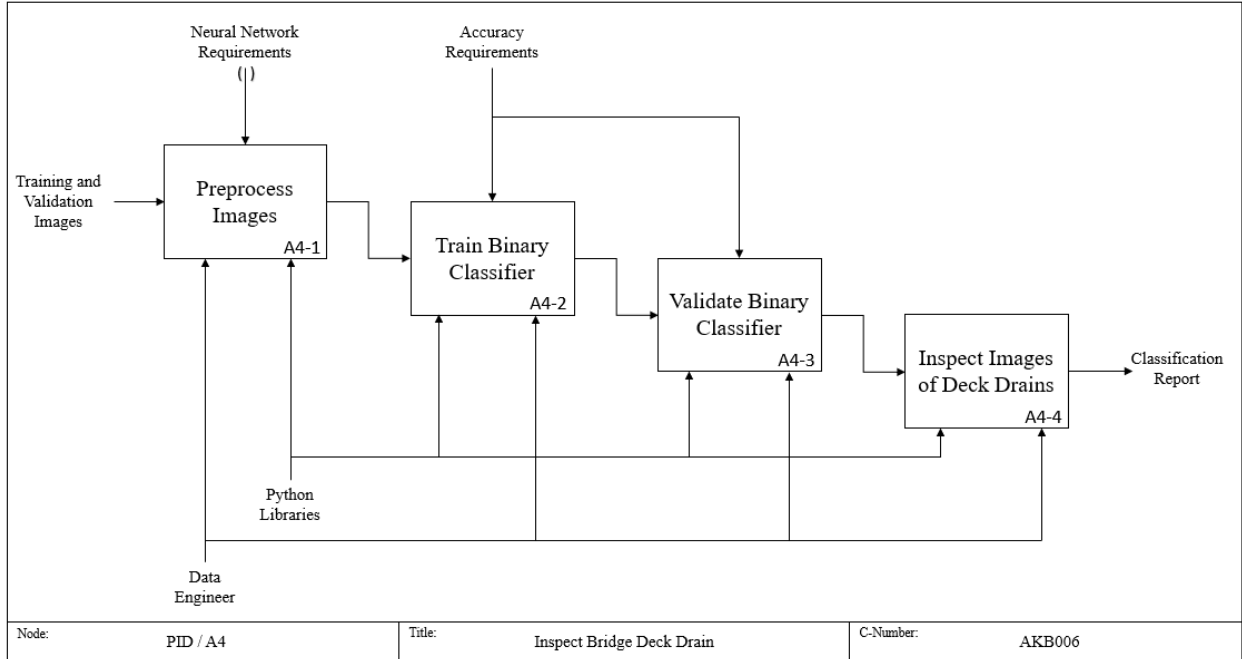 Neural Network
Requirements
( )
Accuracy
Requirements
Training and
Validation
Images
Preprocess
Images
A4-1
Train Binary
Classifier
A4-2
Validate Binary
Classifier
A4-3
Inspect Images
of Deck Drains
A4-4
Classification
Report
Python
Libraries
Data
Engineer
Node:
PID / A4
Title:
Inspect Bridge Deck Drain
C-Number:
AKB006